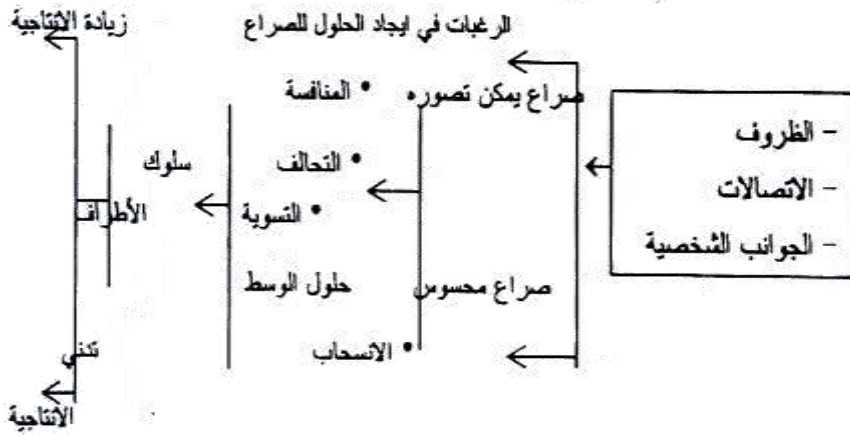 – الظروف
– الاتصالات
– الجوانب الشخصية
صراع يمكن تصوره
صراع محسوس
الرغبات في ايجاد الحلول للصراع
• المنافسة
• التحالف
• التسوية
حلول الوسط
• الانسحاب
سلوك
الأطراف
زيادة الانتاجية
تدني
الانتاجية